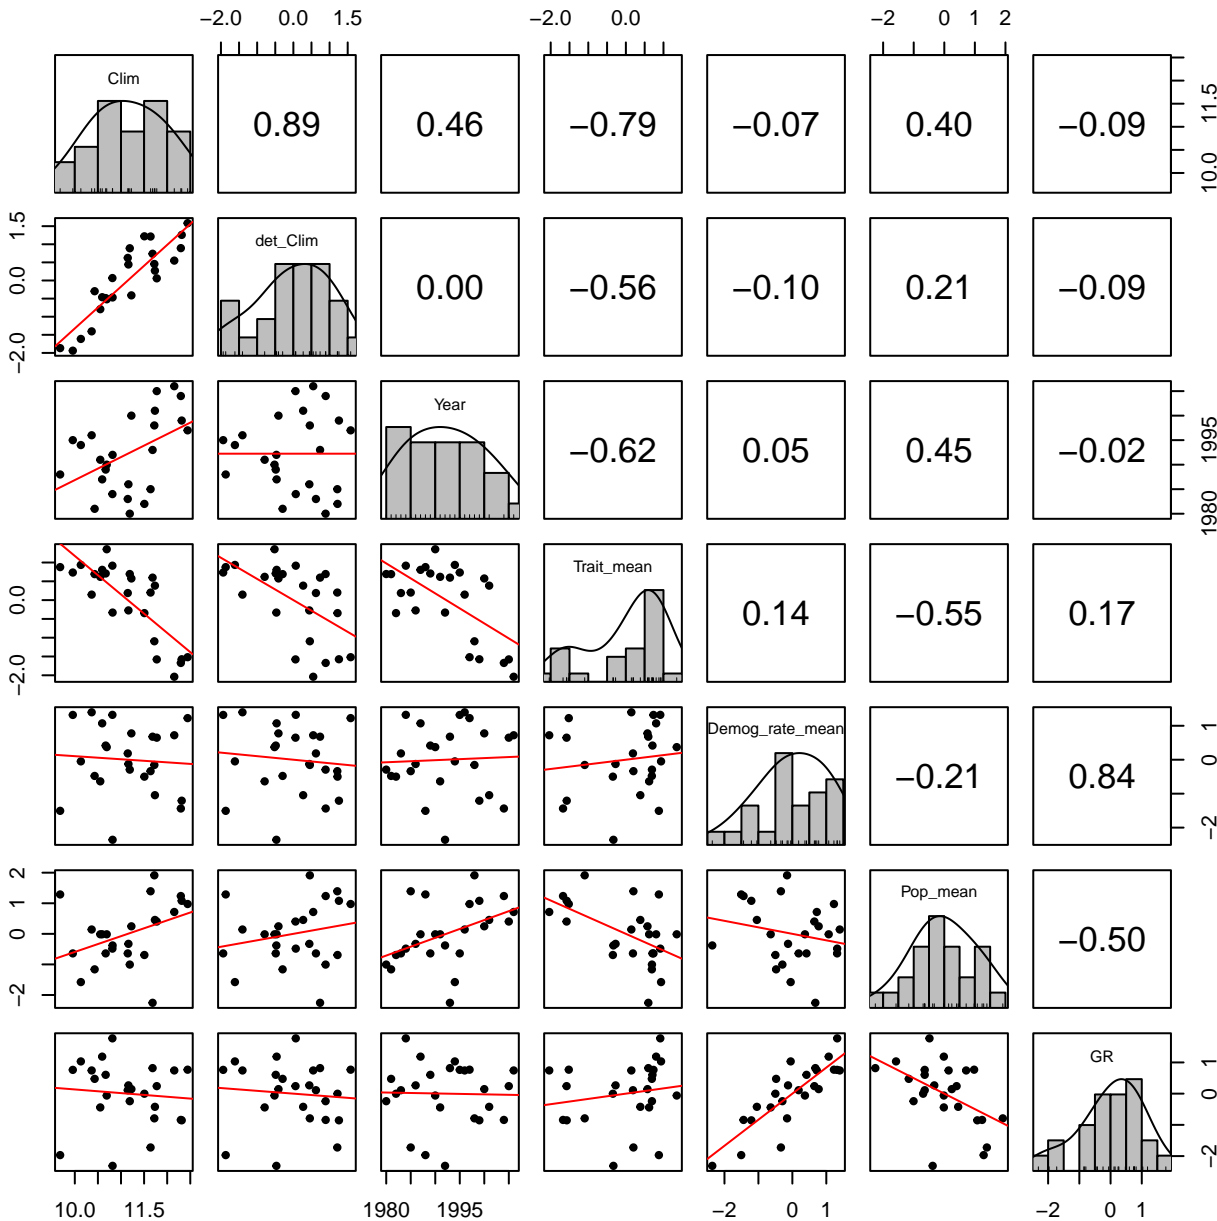 −2.0 0.0 1.5 −2.0 0.0 −2 0 1 2
Clim 0.89 0.46 −0.79 −0.07 0.40 −0.09 10.0 11.5
−2.0 0.0 1.5 det_Clim 0.00 −0.56 −0.10 0.21 −0.09
Year −0.62 0.05 0.45 −0.02 1980 1995
−2.0 0.0 Trait_mean 0.14 −0.55 0.17
Demog_rate_mean −0.21 0.84 −2 0 1
−2 0 1 2 Pop_mean −0.50
GR −2 0 1
10.0 11.5 1980 1995 −2 0 1 −2 0 1